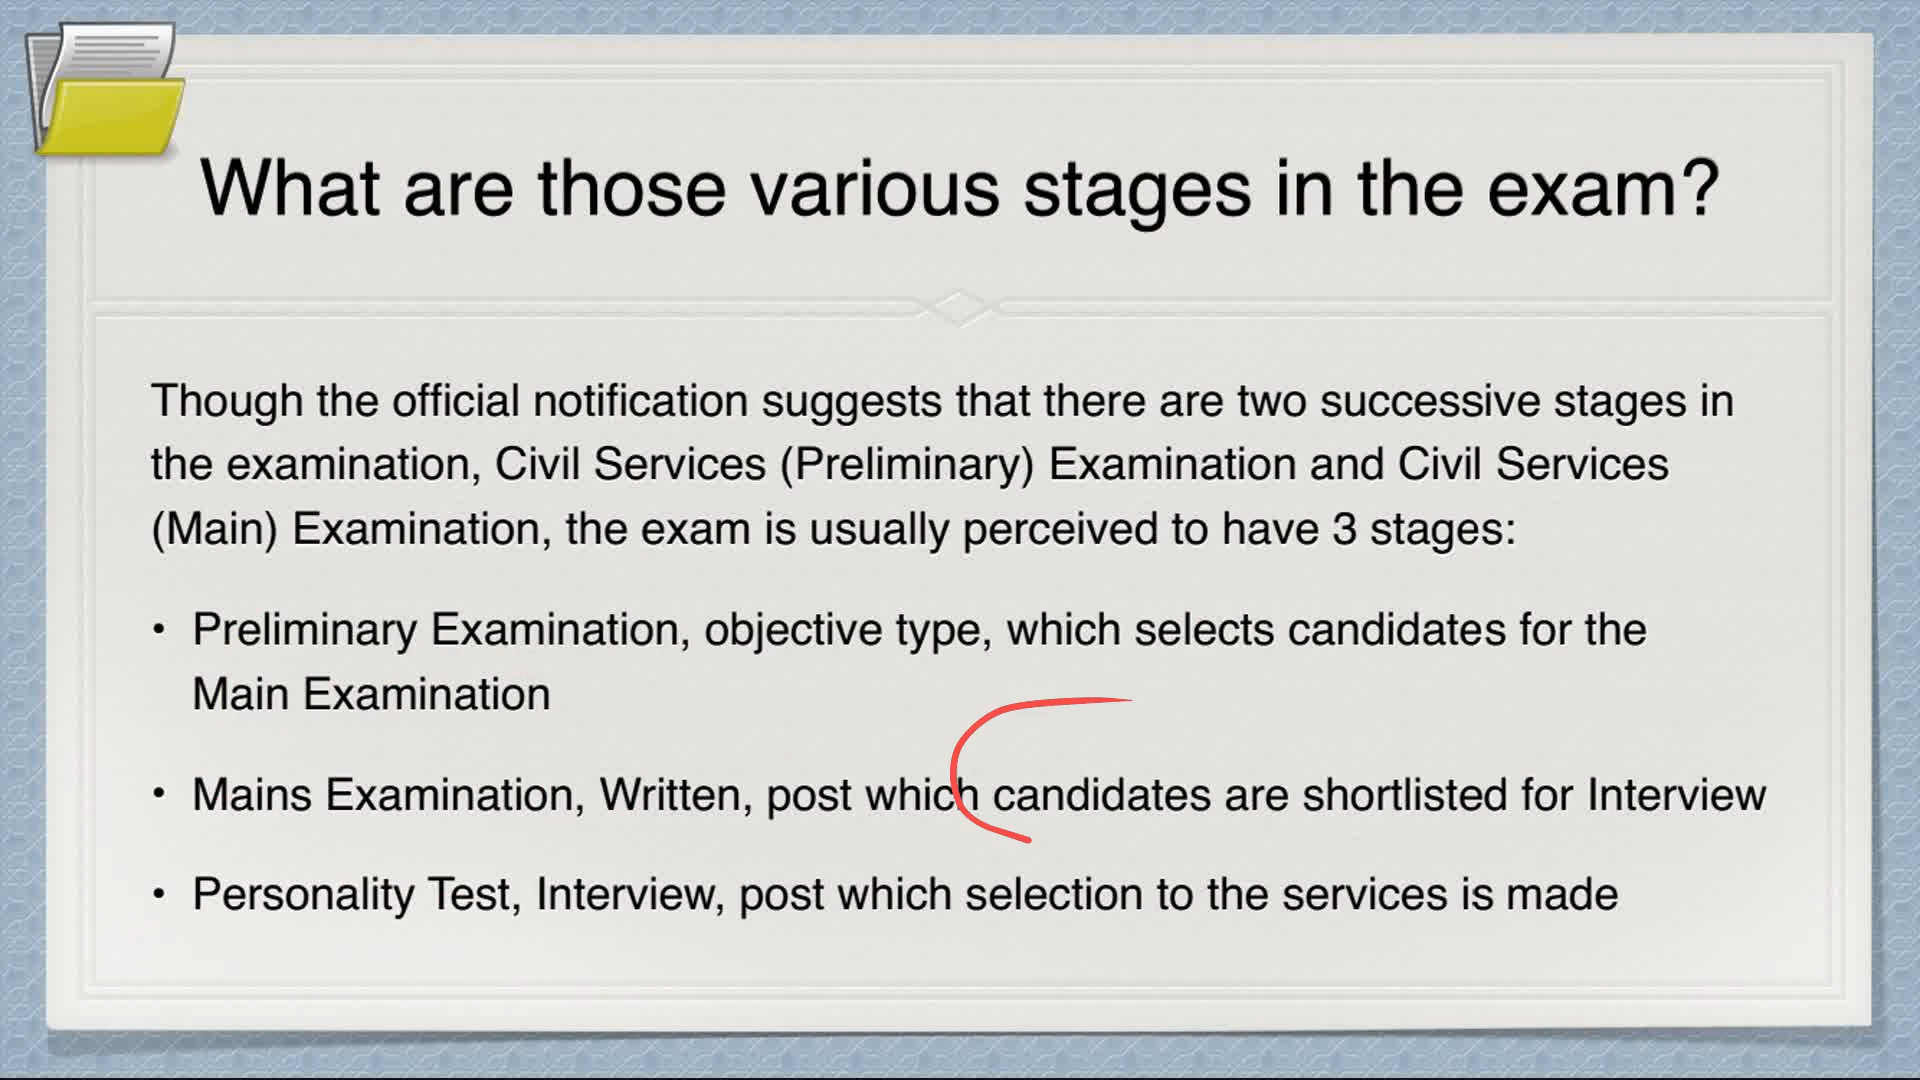 What are those various stages in the exam?
Though the official notification suggests that there are two successive stages in
the examination, Civil Services (Preliminary) Examination and Civil Services
(Main) Examination, the exam is usually perceived to have 3 stages:
• Preliminary Examination, objective type, which selects candidates for the
Main Examination
• Mains Examination, Written, post which candidates are shortlisted for Interview
• Personality Test, Interview, post which selection to the services is made